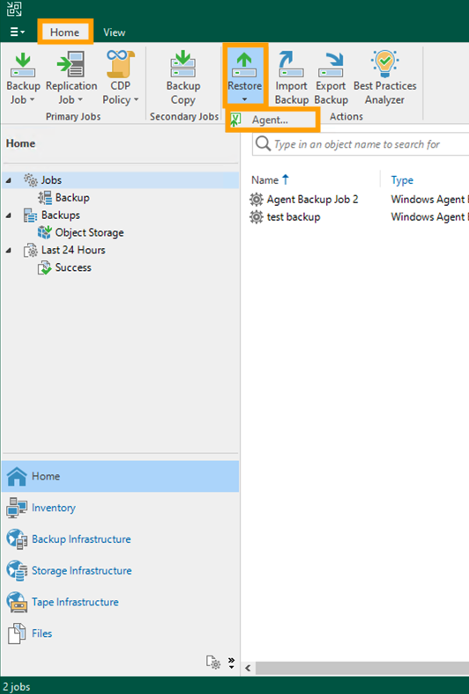 Home View
Backup Job Replication Job CDP Policy Backup Copy Restore Import Backup Export Backup Best Practices Analyzer
Primary Jobs Secondary Jobs Actions
Agent...
Home
Type in an object name to search for
Jobs
Backup
Backups
Object Storage
Last 24 Hours
Success
Name Type
Agent Backup Job 2 Windows Agent
test backup Windows Agent
Home
Inventory
Backup Infrastructure
Storage Infrastructure
Tape Infrastructure
Files
2 jobs